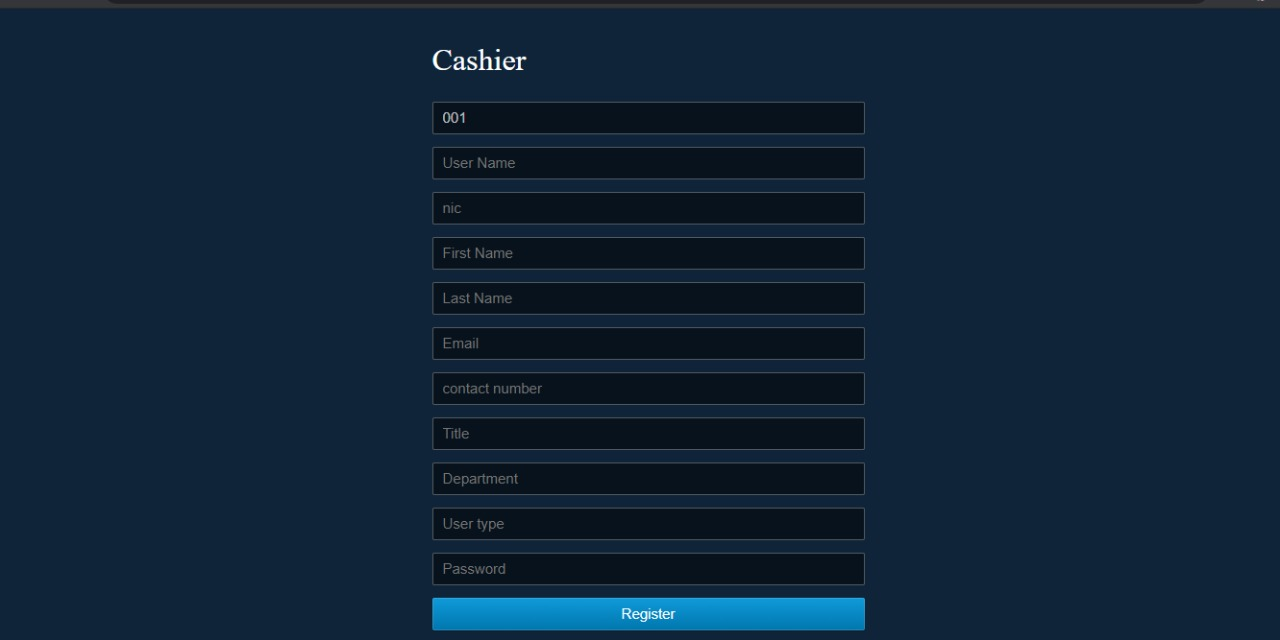 Cashier
001
User Name
nic
First Name
Last Name
Email
contact number
Title
Department
User type
Password
Register